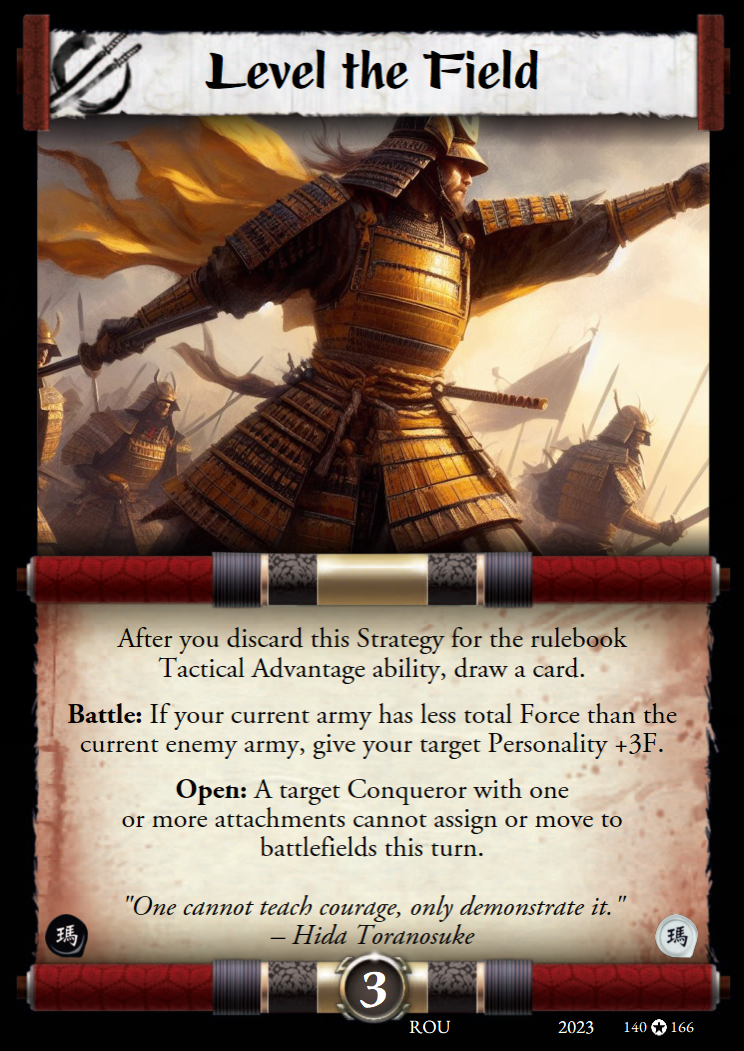 Level the Field
After you discard this Strategy for the rulebook
Tactical Advantage ability, draw a card.
Battle: If your current army has less total Force than the
current enemy army, give your target Personality +3F.
Open: A target Conqueror with one
or more attachments cannot assign or move to
battlefields this turn.
"One cannot teach courage, only demonstrate it."
– Hida Toranosuke
瑪 瑪
3
ROU 2023 140 166